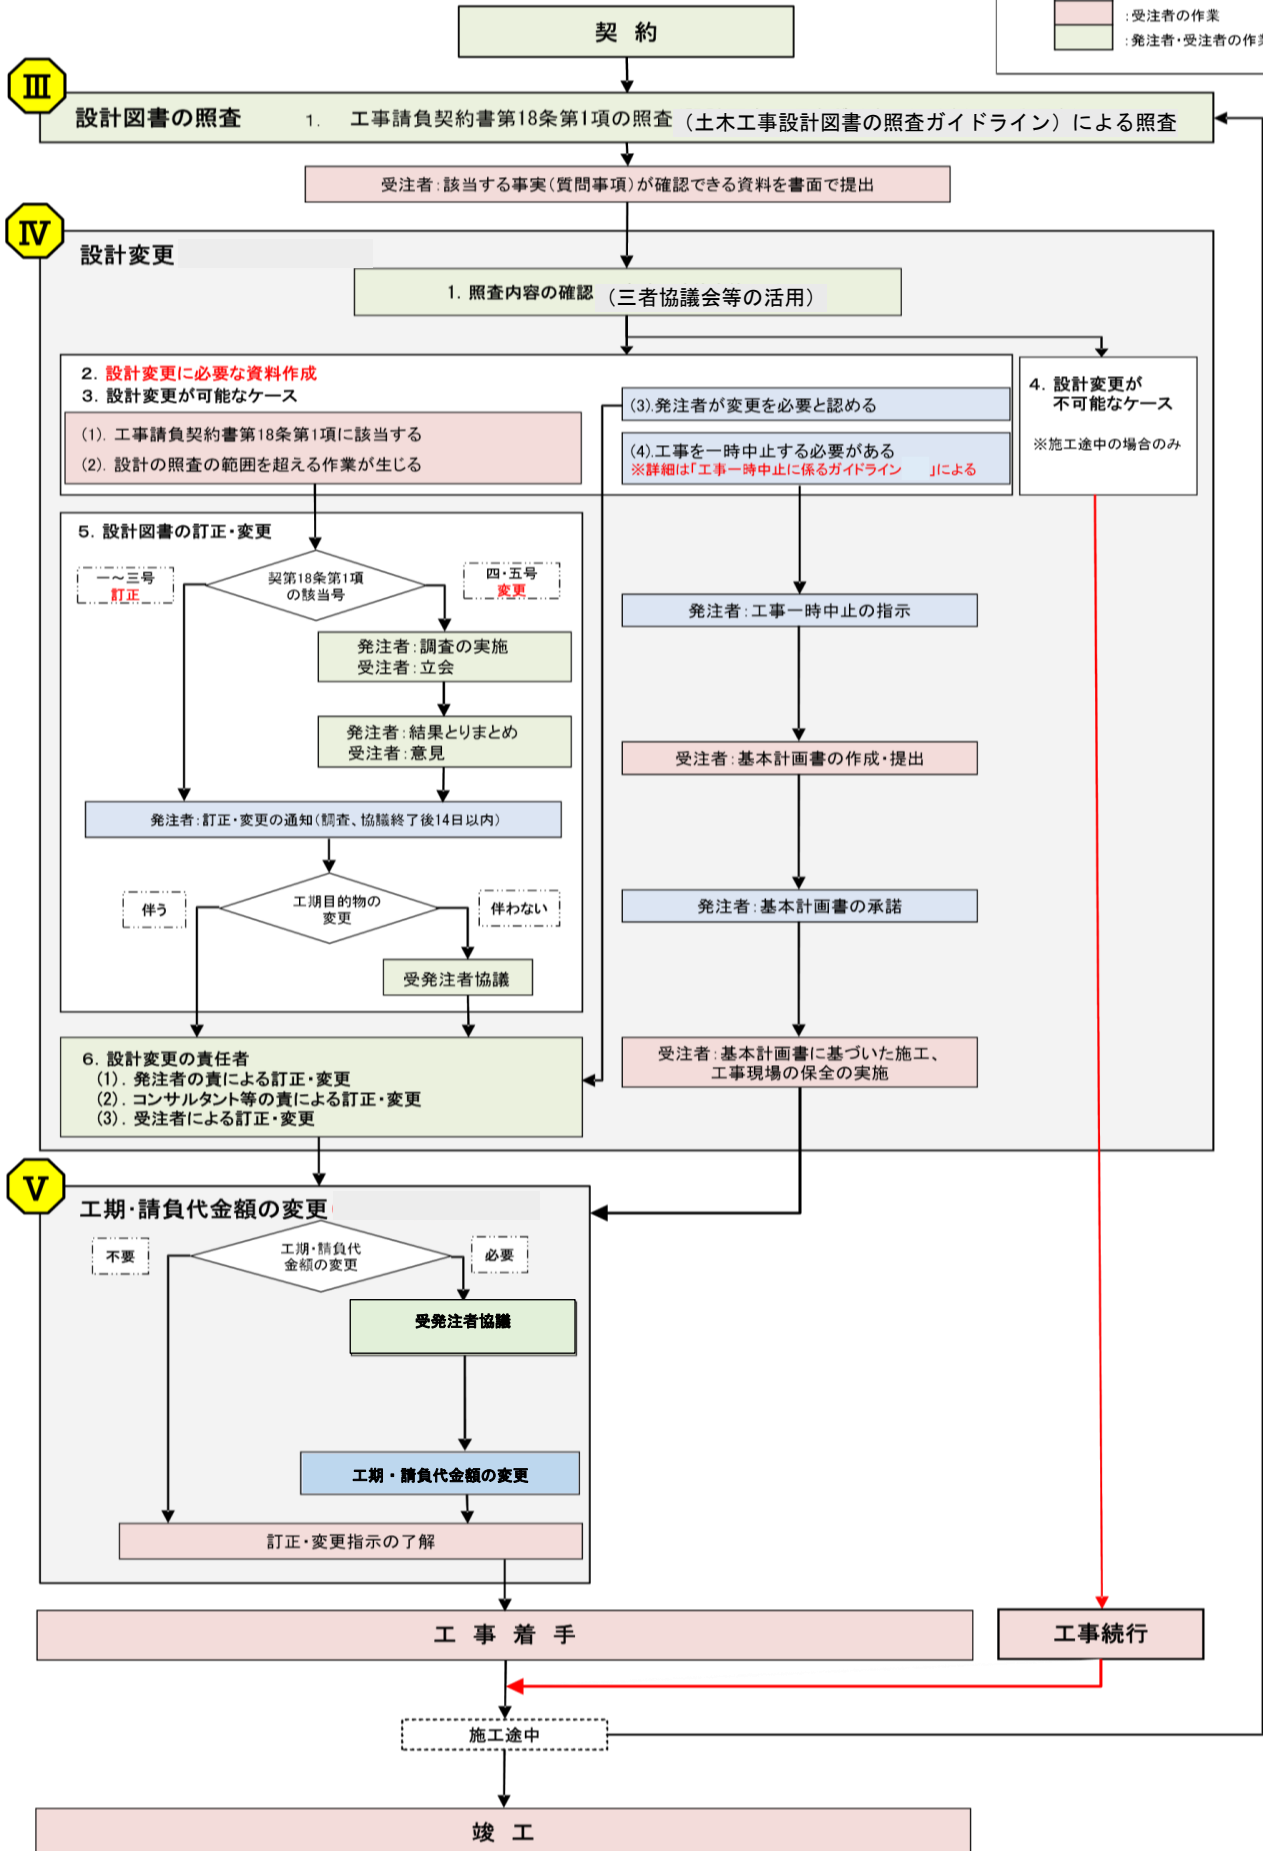 :受注者の作業
:発注者・受注者の作業
契 約
Ⅲ
設計図書の照査 1. 工事請負契約書第18条第1項の照査 (土木工事設計図書の照査ガイドライン)による照査
受注者:該当する事実(質問事項)が確認できる資料を書面で提出
Ⅳ
設計変更
1. 照査内容の確認 (三者協議会等の活用)
2. 設計変更に必要な資料作成
3. 設計変更が可能なケース
(1). 工事請負契約書第18条第1項に該当する
(2). 設計の照査の範囲を超える作業が生じる
(3).発注者が変更を必要と認める
(4).工事を一時中止する必要がある
※詳細は「工事一時中止に係るガイドライン 」による
4. 設計変更が
不可能なケース
※施工途中の場合のみ
5. 設計図書の訂正・変更
一～三号
訂正
契第18条第1項
の該当号
四・五号
変更
発注者:調査の実施
受注者:立会
発注者:結果とりまとめ
受注者:意見
発注者:訂正・変更の通知(調査、協議終了後14日以内)
伴う
工期目的物の
変更
伴わない
受発注者協議
発注者:工事一時中止の指示
受注者:基本計画書の作成・提出
発注者:基本計画書の承諾
受注者:基本計画書に基づいた施工、
工事現場の保全の実施
6. 設計変更の責任者
(1). 発注者の責による訂正・変更
(2). コンサルタント等の責による訂正・変更
(3). 受注者による訂正・変更
Ⅴ
工期・請負代金額の変更
不要
工期・請負代
金額の変更
必要
受発注者協議
工期・請負代金額の変更
訂正・変更指示の了解
工 事 着 手
工事続行
施工途中
竣 工